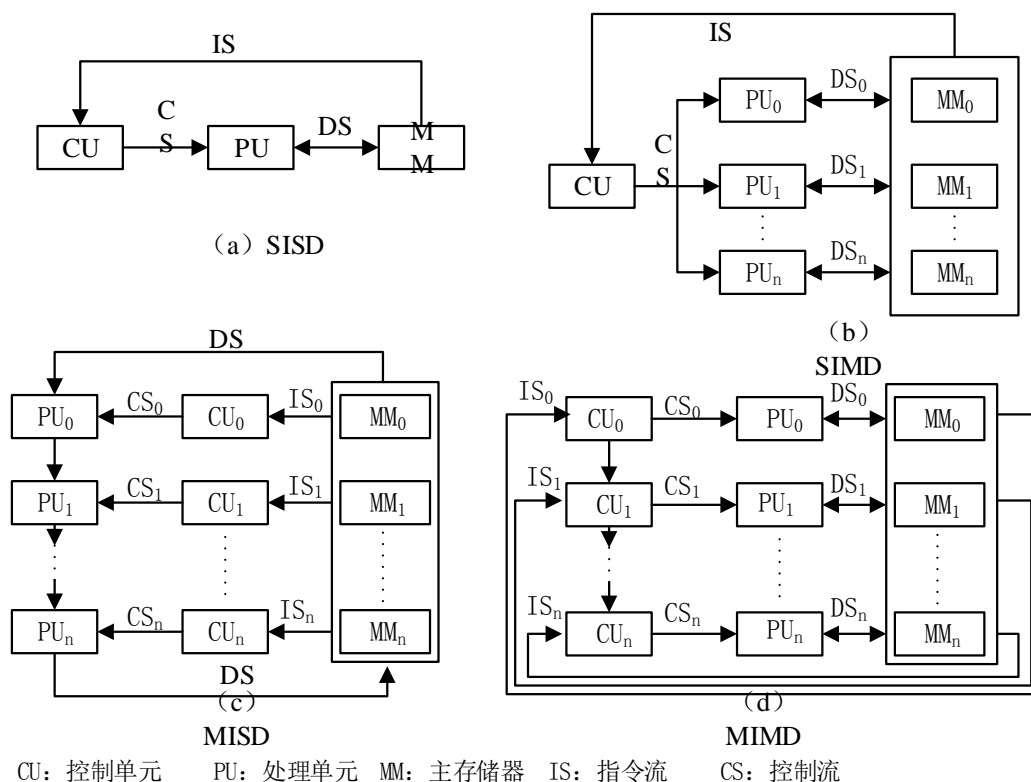 IS
CU
CS
PU
DS
MM
（a）SISD
IS
CU
CS
PU0
DS0
MM0
PU1
DS1
MM1
PUn
DSn
MMn
（b）
SIMD
DS
PU0
CS0
CU0
IS0
MM0
PU1
CS1
CU1
IS1
MM1
PUn
CSn
CUn
ISn
MMn
DS
（c）
MISD
IS0
CU0
CS0
PU0
DS0
MM0
IS1
CU1
CS1
PU1
DS1
MM1
ISn
CUn
CSn
PUn
DSn
MMn
（d）
MIMD
CU：控制单元 PU：处理单元 MM：主存储器 IS：指令流 CS：控制流